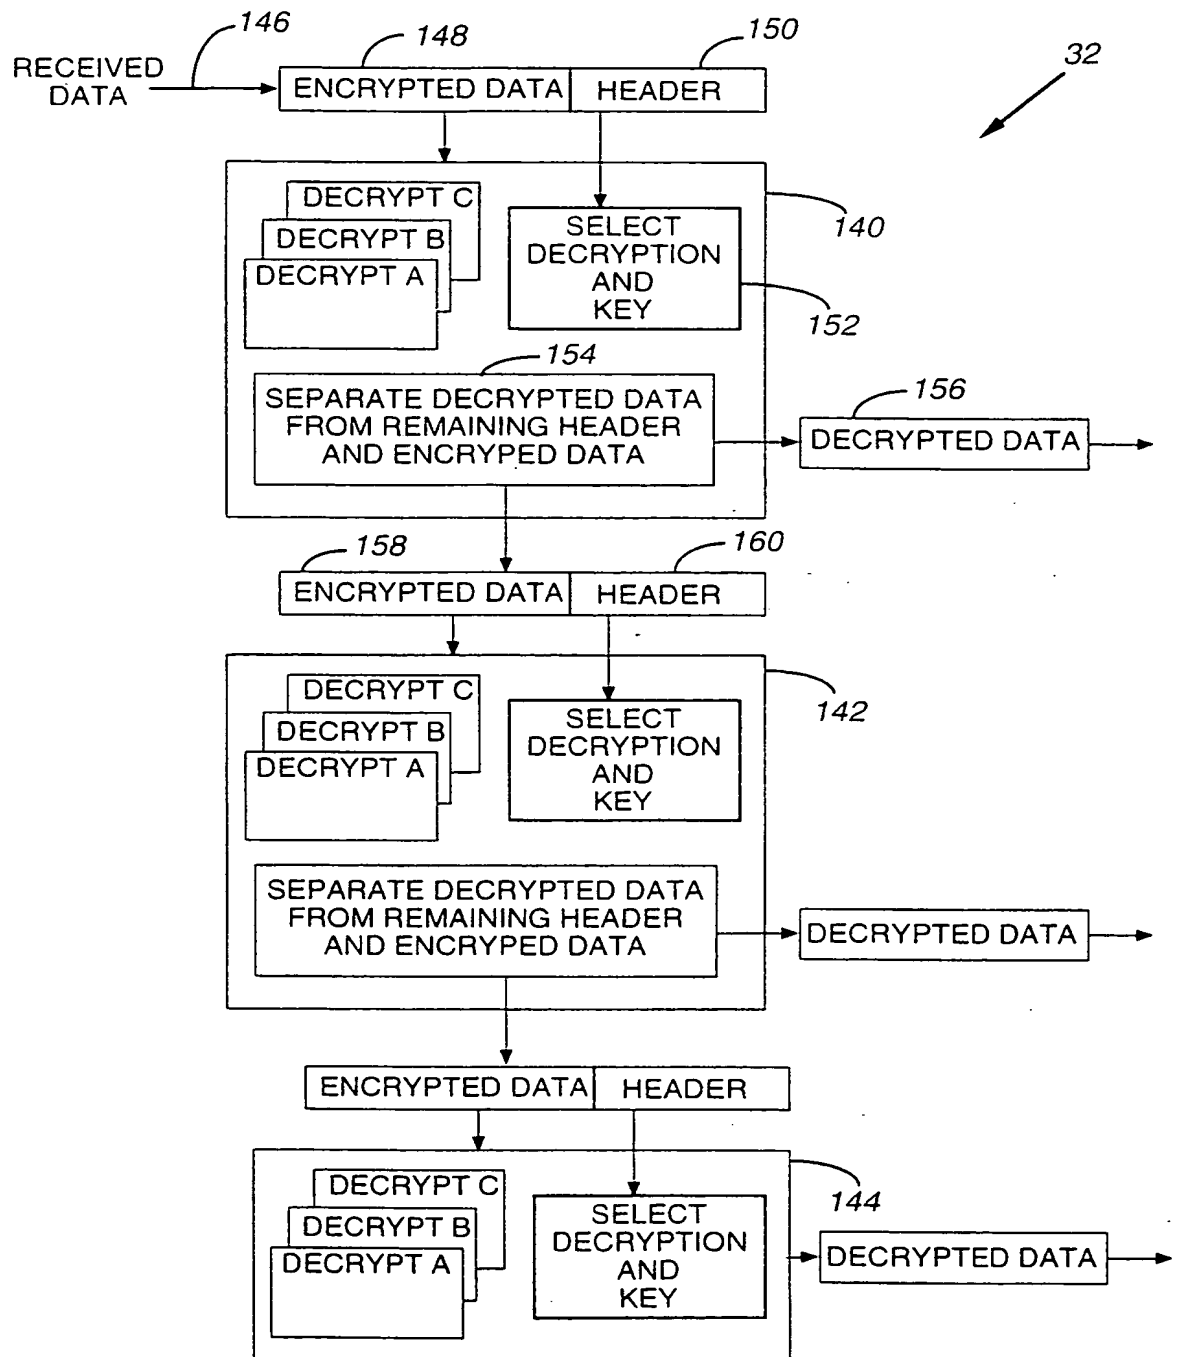 146
148
150
32
RECEIVED
DATA
ENCRYPTED DATA
HEADER
DECRYPT C
DECRYPT B
DECRYPT A
SELECT
DECRYPTION
AND
KEY
140
152
154
SEPARATE DECRYPTED DATA
FROM REMAINING HEADER
AND ENCRYPED DATA
156
DECRYPTED DATA
158
160
ENCRYPTED DATA
HEADER
DECRYPT C
DECRYPT B
DECRYPT A
SELECT
DECRYPTION
AND
KEY
142
SEPARATE DECRYPTED DATA
FROM REMAINING HEADER
AND ENCRYPED DATA
DECRYPTED DATA
ENCRYPTED DATA
HEADER
DECRYPT C
DECRYPT B
DECRYPT A
SELECT
DECRYPTION
AND
KEY
144
DECRYPTED DATA